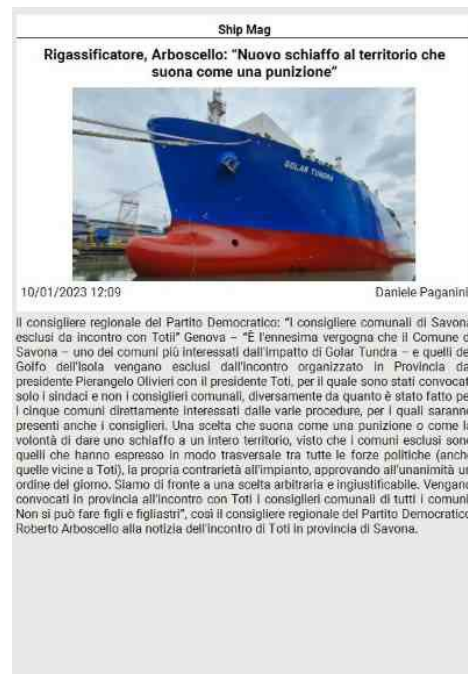 Ship Mag
Rigassificatore, Arboscello: “Nuovo schiaffo al territorio che
suona come una punizione”
GOLAR TUNDRA
10/01/2023 12:09
Daniele Paganini
Il consigliere regionale del Partito Democratico: “I consigliere comunali di Savona
esclusi da incontro con Totii” Genova – “È l’ennesima vergogna che il Comune d
Savona – uno dei comuni più interessati dall’impatto di Golar Tundra – e quelli de
Golfo dell’Isola vengano esclusi dall’incontro organizzato in Provincia da
presidente Pierangelo Olivieri con il presidente Toti, per il quale sono stati convocat
solo i sindaci e non i consiglieri comunali, diversamente da quanto è stato fatto pe
i cinque comuni direttamente interessati dalle varie procedure, per i quali saranno
presenti anche i consiglieri. Una scelta che suona come una punizione o come la
volontà di dare uno schiaffo a un intero territorio, visto che i comuni esclusi sono
quelli che hanno espresso in modo trasversale tra tutte le forze politiche (anche
quelle vicine a Toti), la propria contrarietà all’impianto, approvando all’unanimità un
ordine del giorno. Siamo di fronte a una scelta arbitraria e ingiustificabile. Vengano
convocati in provincia all’incontro con Toti i consiglieri comunali di tutti i comuni
Non si può fare figli e figliastri”, così il consigliere regionale del Partito Democratico
Roberto Arboscello alla notizia dell’incontro di Toti in provincia di Savona.